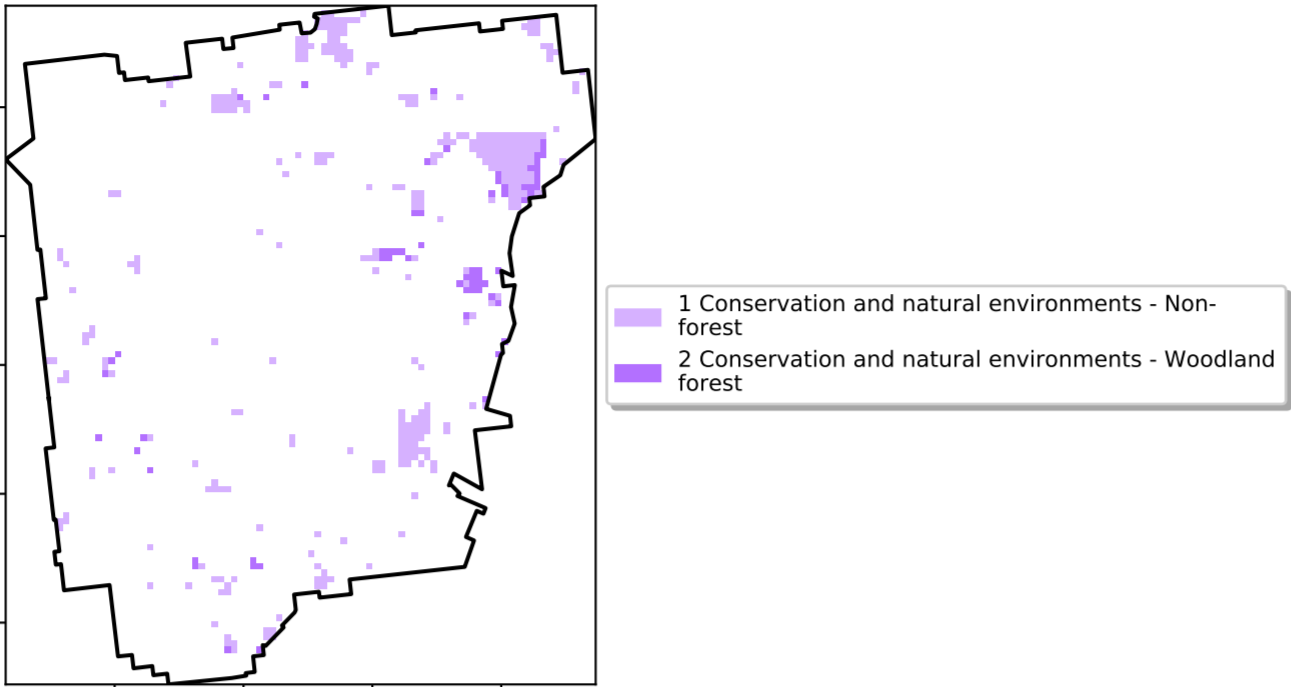 1 Conservation and natural environments - Non-
forest
2 Conservation and natural environments - Woodland
forest